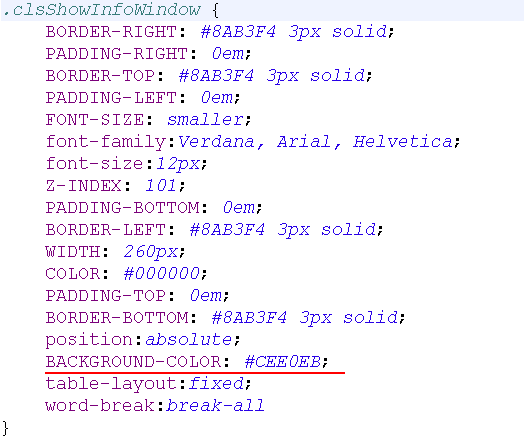 .clsShowInfoWindow {
BORDER-RIGHT: #8AB3F4 3px solid;
PADDING-RIGHT: 0em;
BORDER-TOP: #8AB3F4 3px solid;
PADDING-LEFT: 0em;
FONT-SIZE: smaller;
font-family:Verdana, Arial, Helvetica;
font-size:12px;
Z-INDEX: 101;
PADDING-BOTTOM: 0em;
BORDER-LEFT: #8AB3F4 3px solid;
WIDTH: 260px;
COLOR: #000000;
PADDING-TOP: 0em;
BORDER-BOTTOM: #8AB3F4 3px solid;
position:absolute;
BACKGROUND-COLOR: #CEE0EB;
table-layout:fixed;
word-break:break-all
}